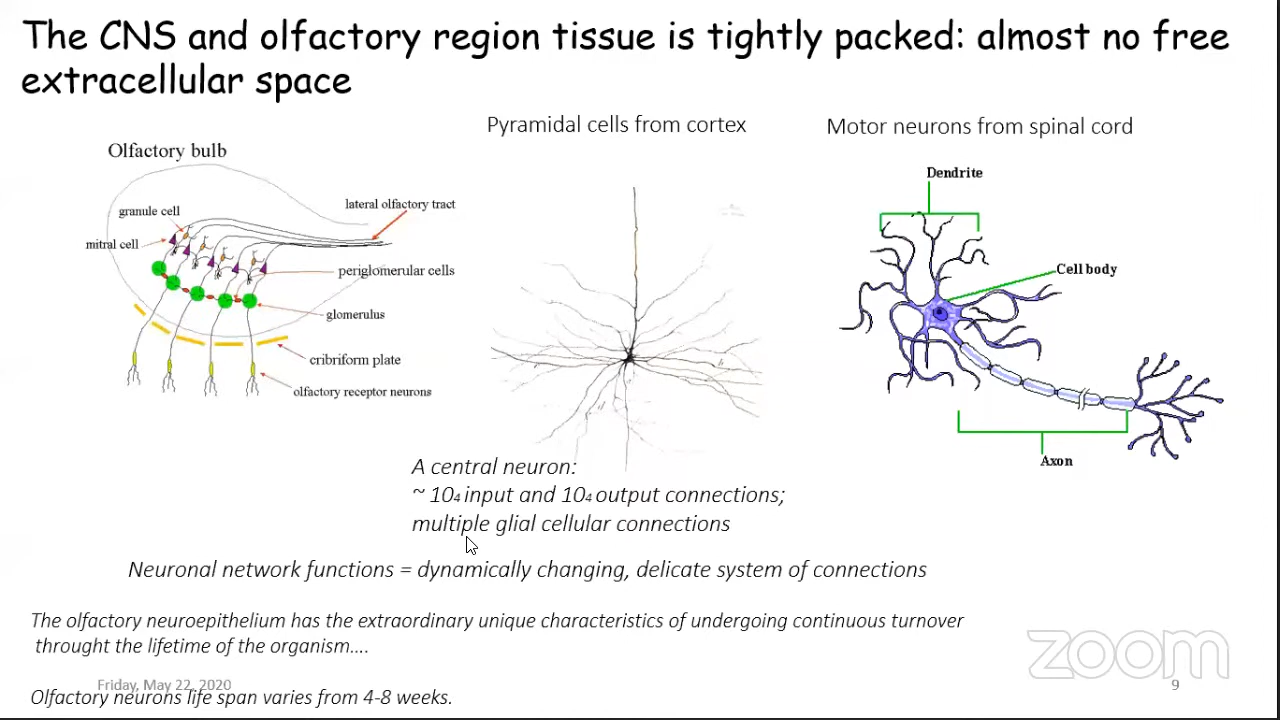 The CNS and olfactory region tissue is tightly packed: almost no free
extracellular space
Pyramidal cells from cortex
Motor neurons from spinal cord
Olfactory bulb
granule cell
mitral cell
lateral olfactory tract
periglomerular cells
glomerulus
cribriform plate
olfactory receptor neurons
Dendrite
Cell body
Axon
A central neuron:
~ 10₄ input and 10₄ output connections;
multiple glial cellular connections
Neuronal network functions = dynamically changing, delicate system of connections
The olfactory neuroepithelium has the extraordinary unique characteristics of undergoing continuous turnover
throught the lifetime of the organism....
Friday, May 22, 2020
Olfactory neurons life span varies from 4-8 weeks.
zoom
9